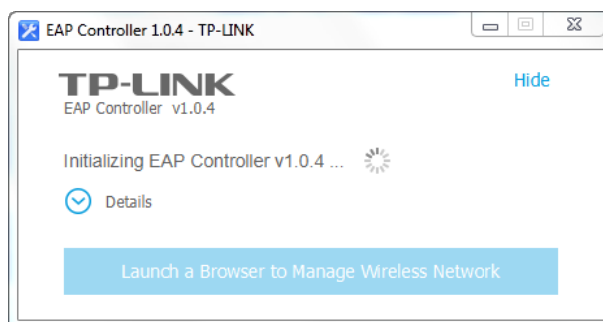 EAP Controller 1.0.4 - TP-LINK
TP-LINK
Hide
EAP Controller v1.0.4
Initializing EAP Controller v1.0.4 ...
Details
Launch a Browser to Manage Wireless Network